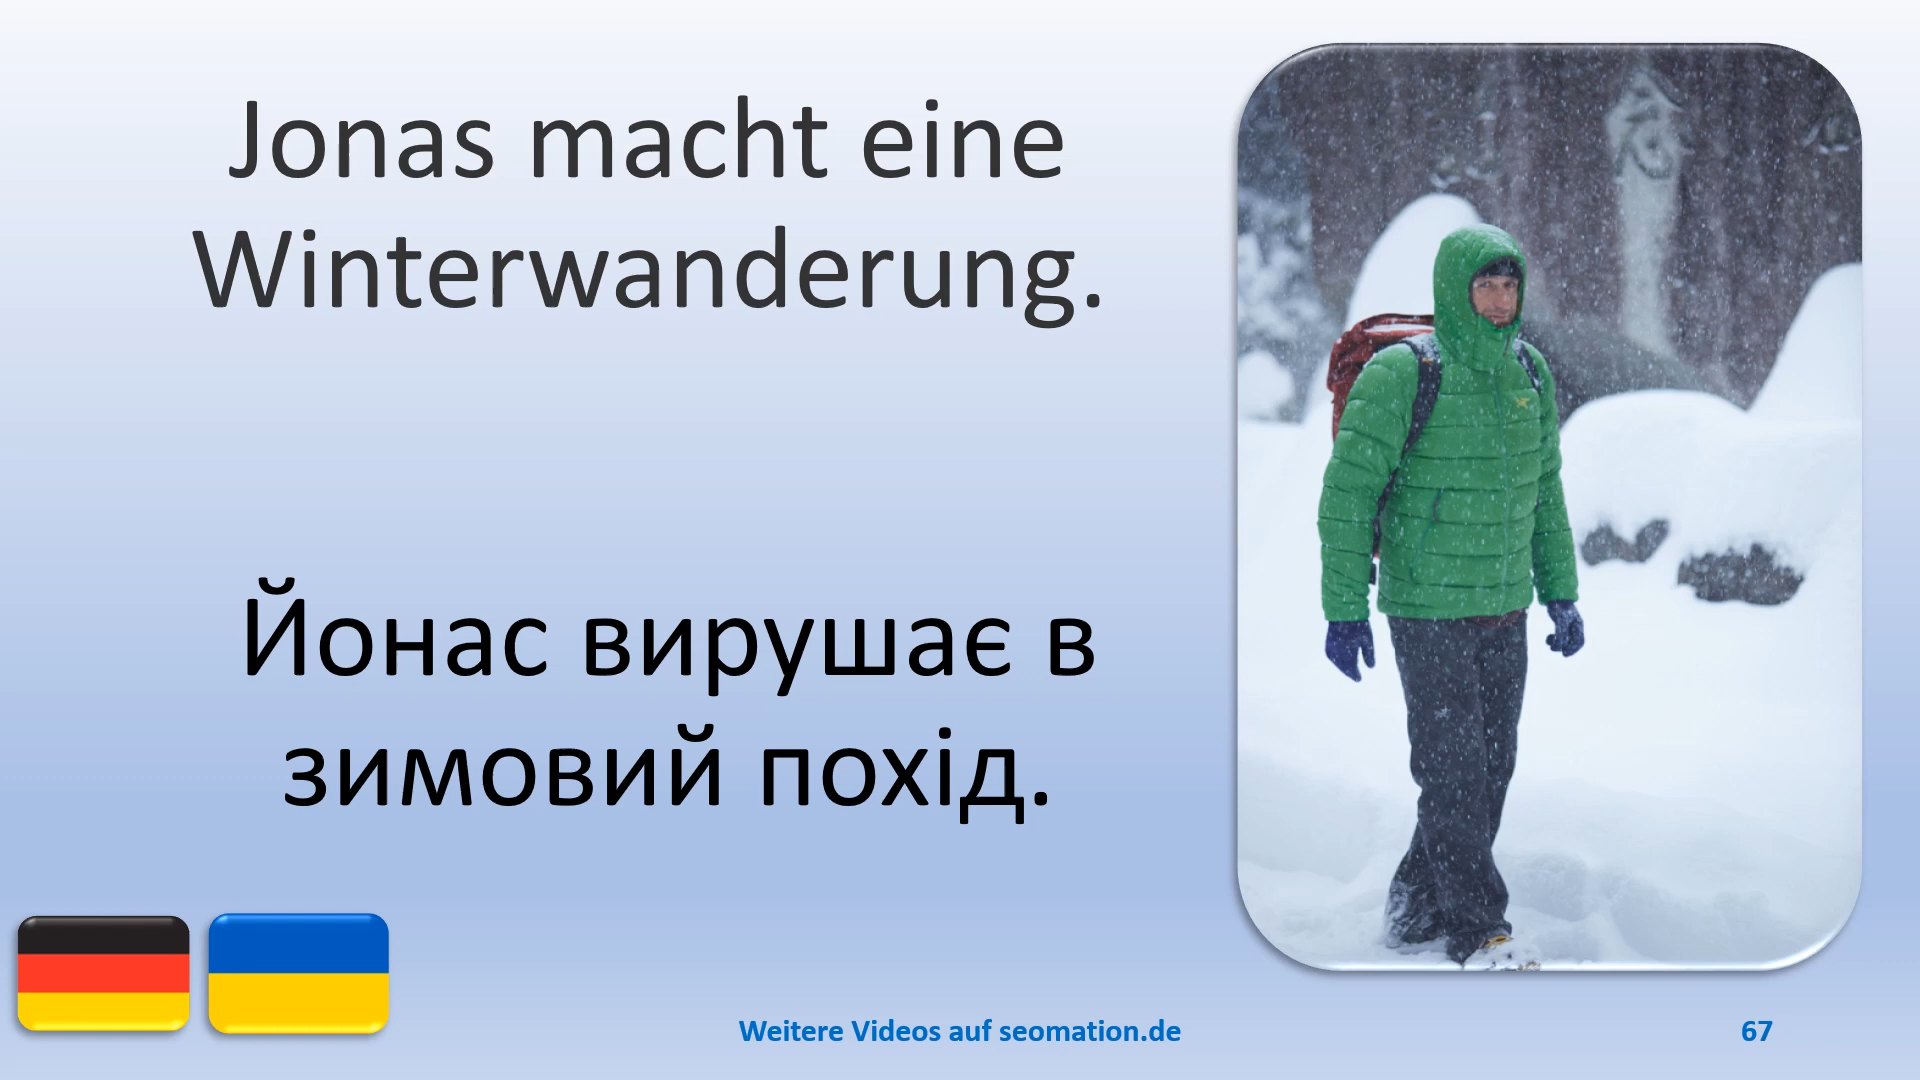 Jonas macht eine
Winterwanderung.
Йонас вирушає в
зимовий похід.
Weitere Videos auf seomation.de
67